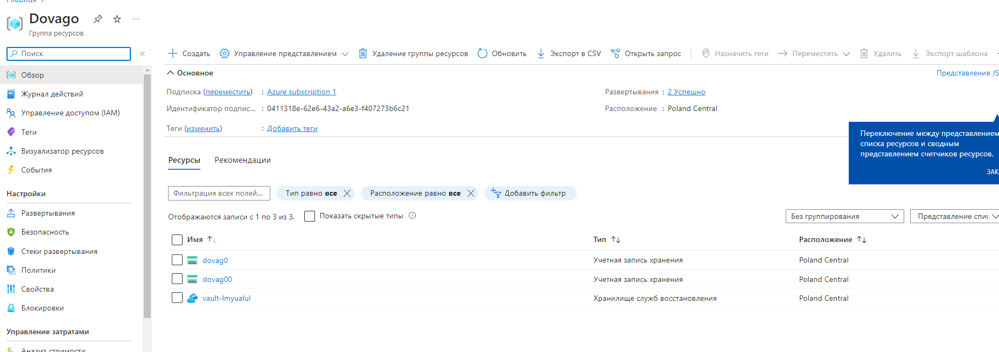 Главная >
Dovago
Группа ресурсов
Поиск
Создать Управление представлением Удаление группы ресурсов Обновить Экспорт в CSV Открыть запрос Назначить теги Переместить Удалить Экспорт шаблона
Обзор
Журнал действий
Управление доступом (IAM)
Теги
Визуализатор ресурсов
События
Настройки
Развертывания
Безопасность
Стеки развертывания
Политики
Свойства
Блокировки
Управление затратами
Анализ стоимости
Основное
Представление JS
Подписка (переместить) : Azure subscription 1
Развертывания : 2 Успешно
Идентификатор подпис... : 0411318e-62e6-43a2-a6e3-f407273b6c21
Расположение : Poland Central
Теги (изменить) : Добавить теги
Переключение между представлением
списка ресурсов и сводным
представлением счетчиков ресурсов.
ЗАК
Ресурсы Рекомендации
Фильтрация всех полей... Тип равно все Расположение равно все Добавить фильтр
Отображаются записи с 1 по 3 из 3. Показать скрытые типы
Без группирования Представление спис
Имя Тип Расположение
dovag0 Учетная запись хранения Poland Central
dovag00 Учетная запись хранения Poland Central
vault-lmyualul Хранилище служб восстановления Poland Central